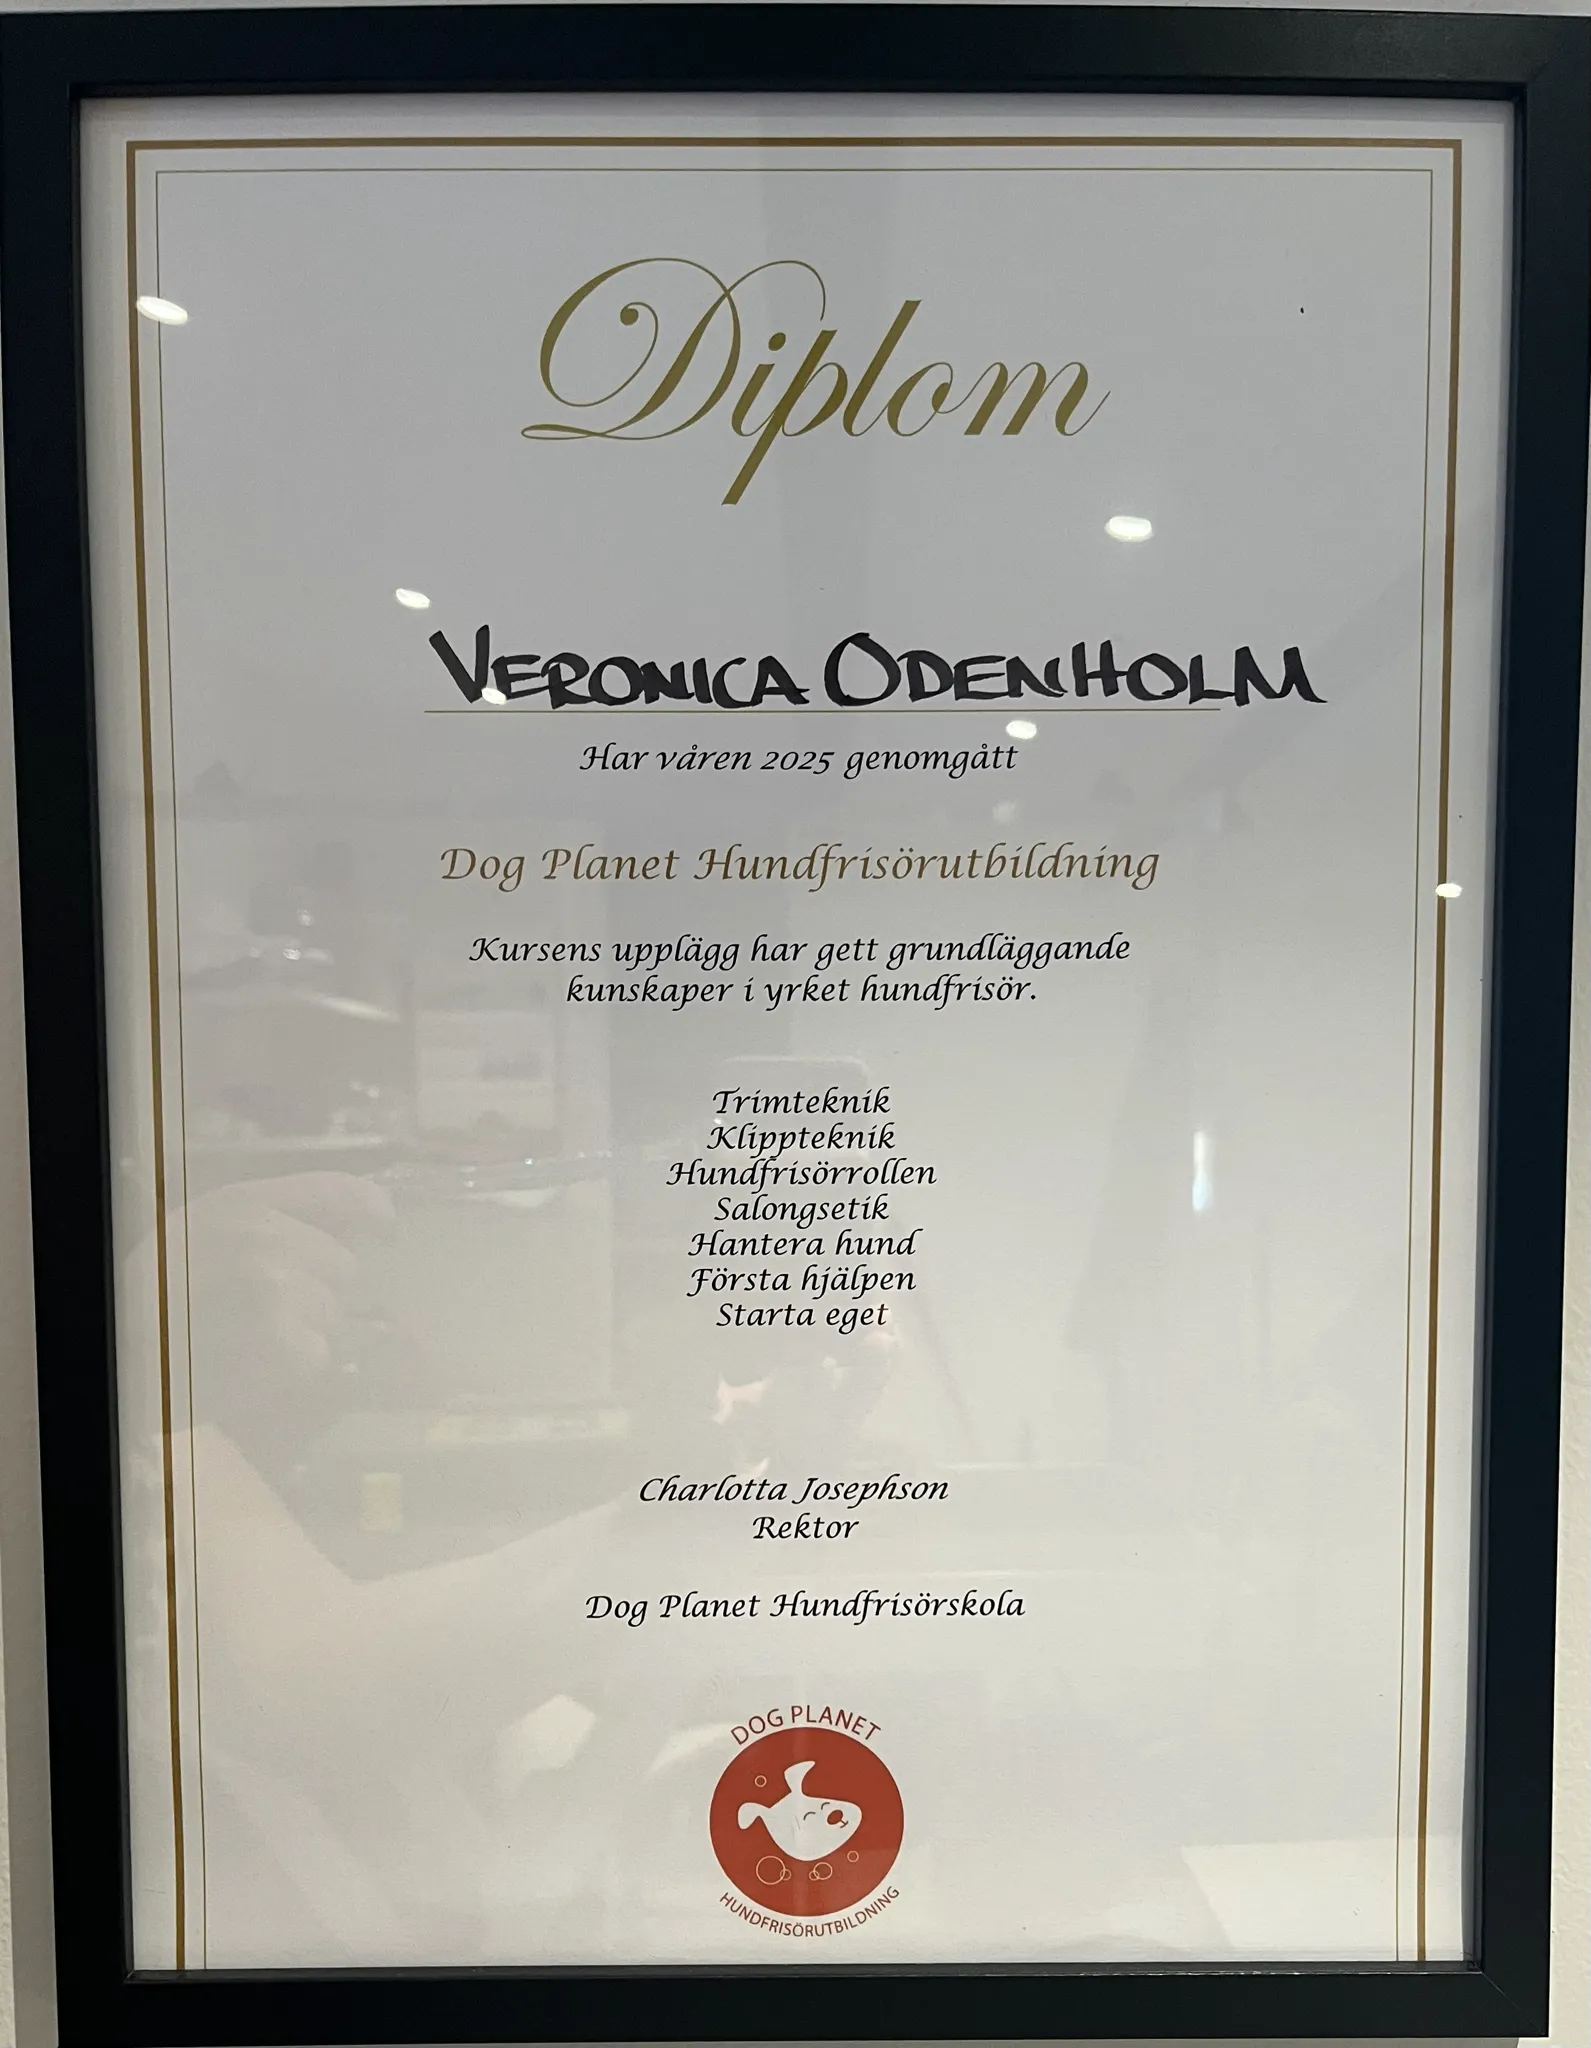 Diplom
VERONICA ODENHOLM
Har våren 2025 genomgått
Dog Planet Hundfrisörutbildning
Kursens upplägg har gett grundläggande
kunskaper i yrket hundfrisör.
Trimteknik
Klippteknik
Hundfrisörrollen
Salongsetik
Hantera hund
Första hjälpen
Starta eget
Charlotta Josephson
Rektor
Dog Planet Hundfrisörskola
DOG PLANET
HUNDFRISÖRUTBILDNING